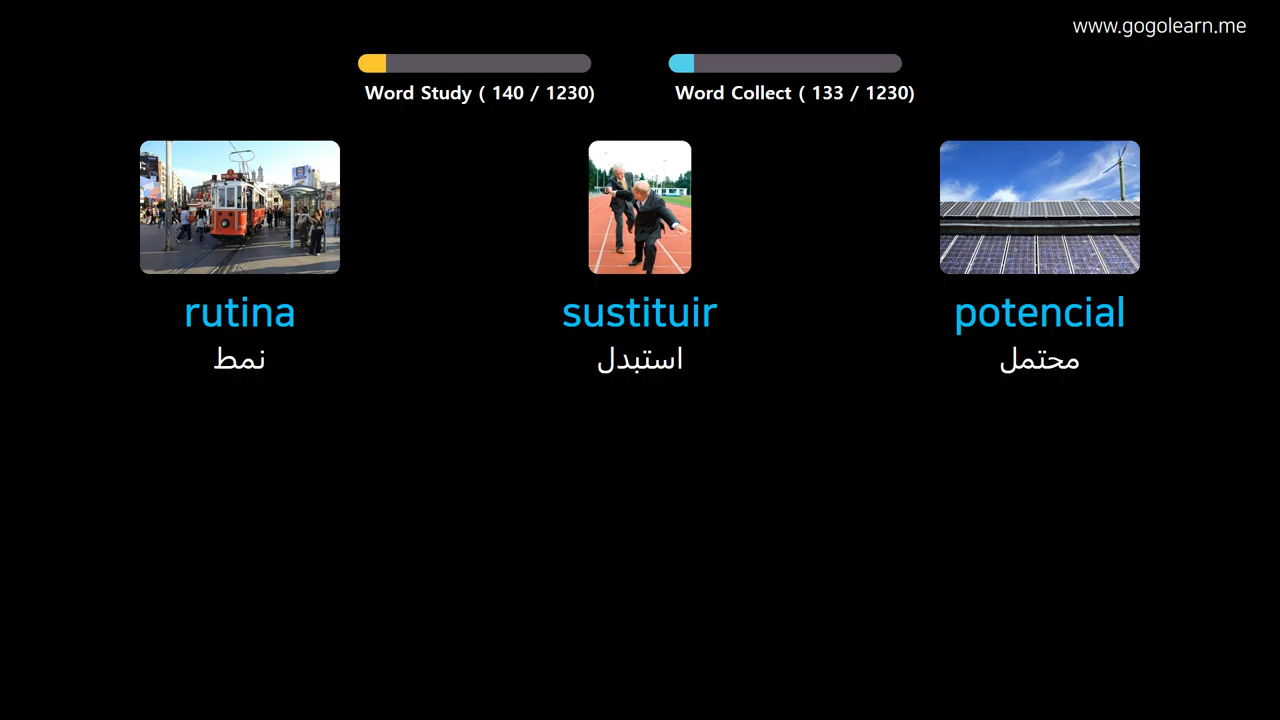 www.gogolearn.me
Word Study ( 140 / 1230)
Word Collect ( 133 / 1230)
rutina
sustituir
potencial
نمط
استبدل
محتمل